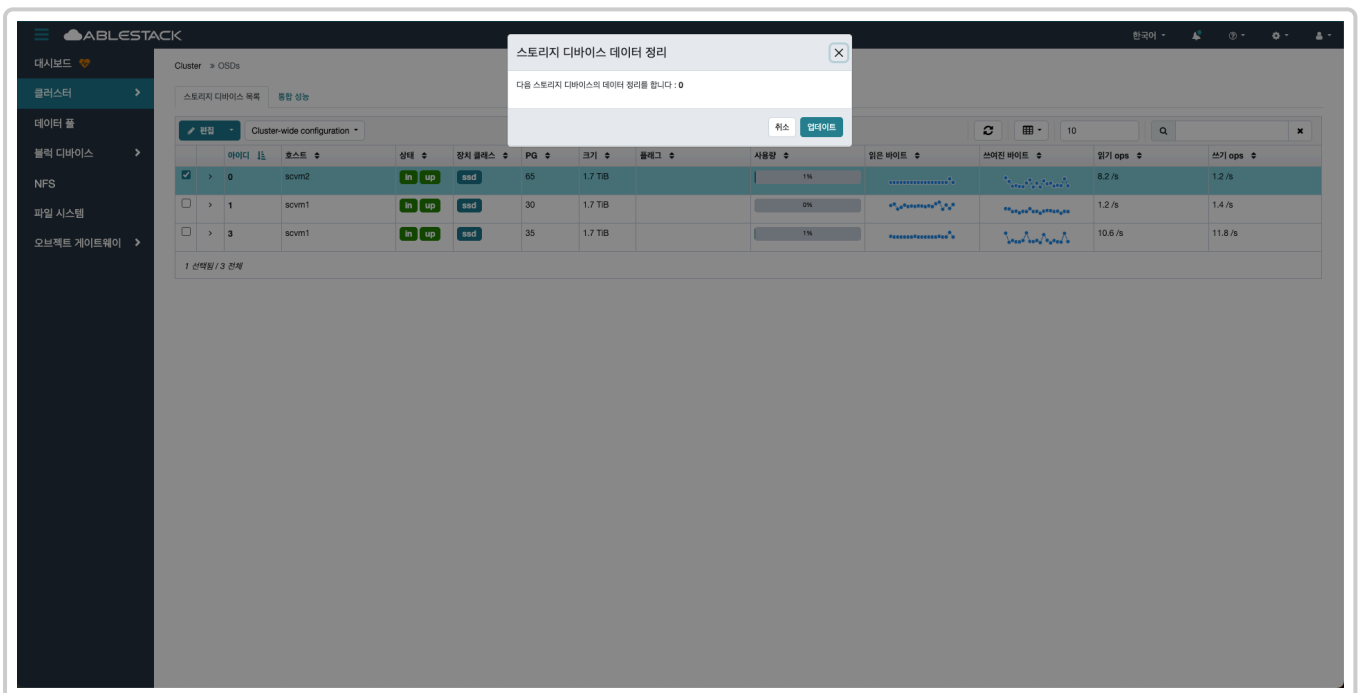 ABLESTACK
한국어
대시보드
클러스터
데이터 풀
블럭 디바이스
NFS
파일 시스템
오브젝트 게이트웨이
Cluster » OSDs
스토리지 디바이스 목록 통합 성능
스토리지 디바이스 데이터 정리
다음 스토리지 디바이스의 데이터 정리를 합니다 : 0
취소 업데이트
편집 Cluster-wide configuration 10
아이디 호스트 상태 장치 클래스 PG 크기 플래그 사용량 읽은 바이트 쓰여진 바이트 읽기 ops 쓰기 ops
0 scvm2 in up ssd 65 1.7 TiB 1% 8.2 /s 1.2 /s
1 scvm1 in up ssd 30 1.7 TiB 0% 1.2 /s 1.4 /s
3 scvm1 in up ssd 35 1.7 TiB 1% 10.6 /s 11.8 /s
1 선택됨 / 3 전체